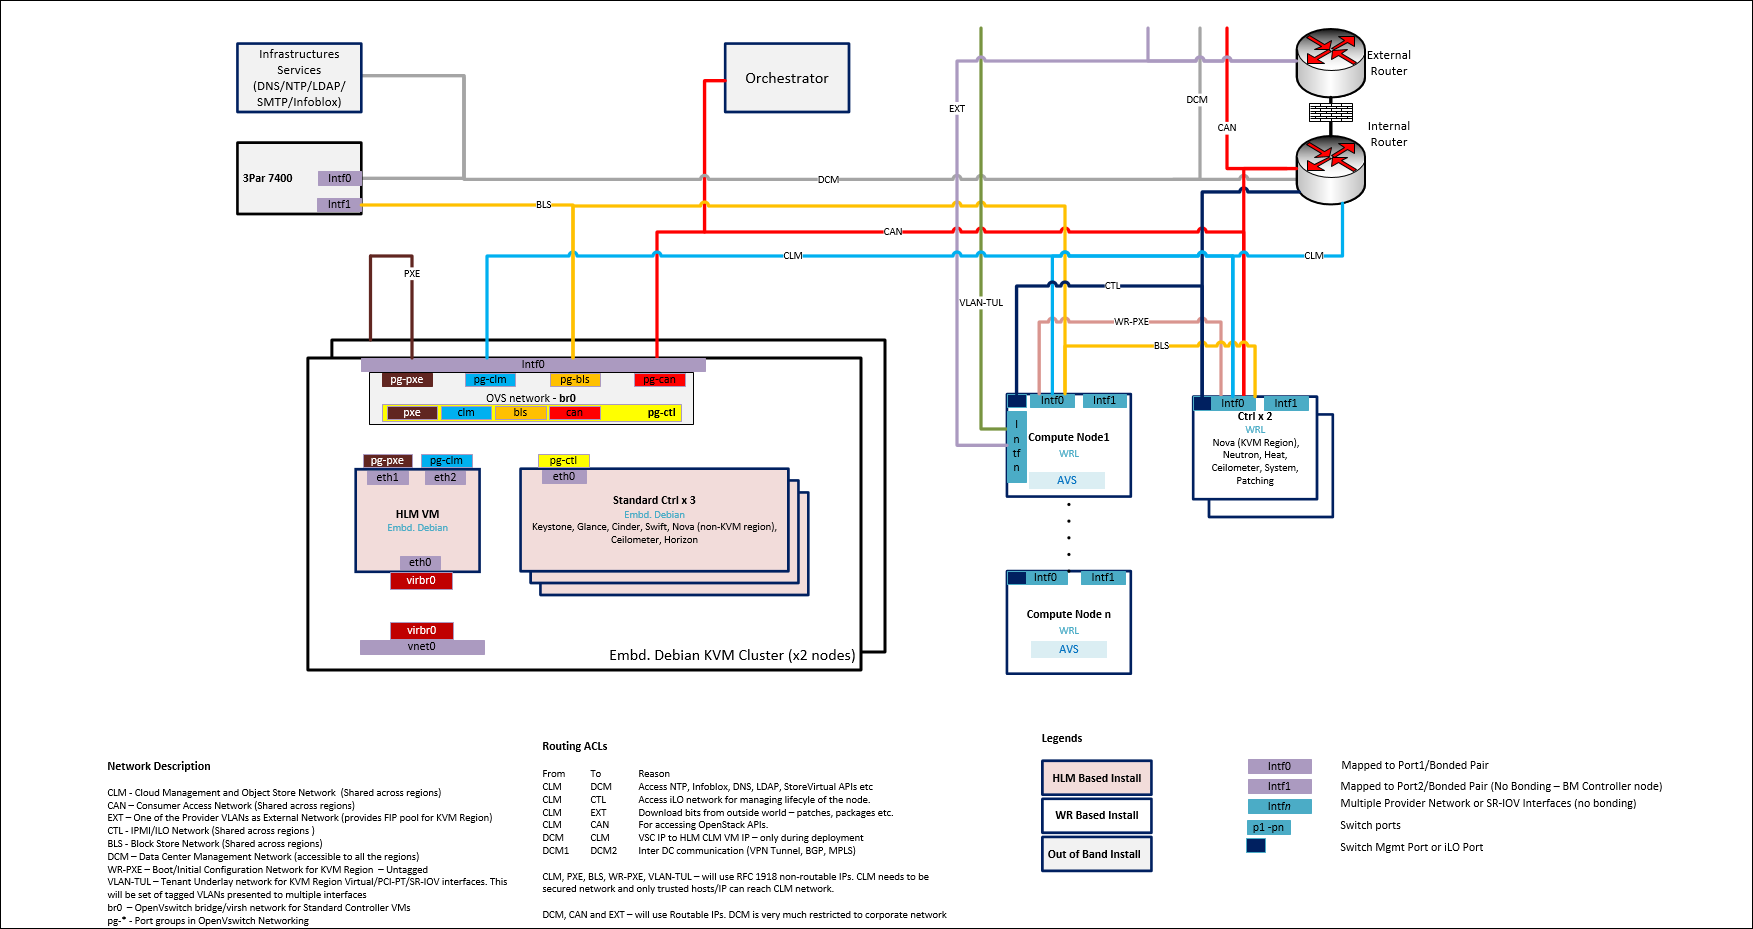 Infrastructures
Services
(DNS/NTP/LDAP/
SMTP/Infoblox)
Orchestrator
External
Router
Internal
Router
EXT
DCM
CAN
3Par 7400
Intf0
Intf1
DCM
BLS
CAN
CLM
CLM
PXE
CTL
VLAN-TUL
WR-PXE
BLS
Intf0
pg-pxe
pg-clm
pg-bls
pg-can
OVS network - br0
pxe
clm
bls
can
pg-ctl
pg-pxe
pg-clm
eth1
eth2
HLM VM
Embd. Debian
eth0
virbr0
virbr0
vnet0
pg-ctl
eth0
Standard Ctrl x 3
Embd. Debian
Keystone, Glance, Cinder, Swift, Nova (non-KVM region),
Ceilometer, Horizon
Embd. Debian KVM Cluster (x2 nodes)
Intf0
Intf1
I
n
tf
n
Compute Node1
WRL
AVS
Intf0
Intf1
Ctrl x 2
WRL
Nova (KVM Region),
Neutron, Heat,
Ceilometer, System,
Patching
Intf0
Intf1
Compute Node n
WRL
AVS
Network Description
CLM - Cloud Management and Object Store Network (Shared across regions)
CAN – Consumer Access Network (Shared across regions)
EXT – One of the Provider VLANs as External Network (provides FIP pool for KVM Region)
CTL - IPMI/ILO Network (Shared across regions )
BLS - Block Store Network (Shared across regions)
DCM – Data Center Management Network (accessible to all the regions)
WR-PXE – Boot/Initial Configuration Network for KVM Region – Untagged
VLAN-TUL – Tenant Underlay network for KVM Region Virtual/PCI-PT/SR-IOV interfaces. This
will be set of tagged VLANs presented to multiple interfaces
br0 – OpenVswitch bridge/virsh network for Standard Controller VMs
pg-* - Port groups in OpenVswitch Networking
Routing ACLs
From To Reason
CLM DCM Access NTP, Infoblox, DNS, LDAP, StoreVirtual APIs etc
CLM CTL Access iLO network for managing lifecyle of the node.
CLM EXT Download bits from outside world – patches, packages etc.
CLM CAN For accessing OpenStack APIs.
DCM CLM VSC IP to HLM CLM VM IP – only during deployment
DCM1 DCM2 Inter DC communication (VPN Tunnel, BGP, MPLS)
CLM, PXE, BLS, WR-PXE, VLAN-TUL – will use RFC 1918 non-routable IPs. CLM needs to be
secured network and only trusted hosts/IP can reach CLM network.
DCM, CAN and EXT – will use Routable IPs. DCM is very much restricted to corporate network
Legends
HLM Based Install
WR Based Install
Out of Band Install
Intf0 Mapped to Port1/Bonded Pair
Intf1 Mapped to Port2/Bonded Pair (No Bonding – BM Controller node)
Intfn Multiple Provider Network or SR-IOV Interfaces (no bonding)
p1 -pn Switch ports
Switch Mgmt Port or iLO Port